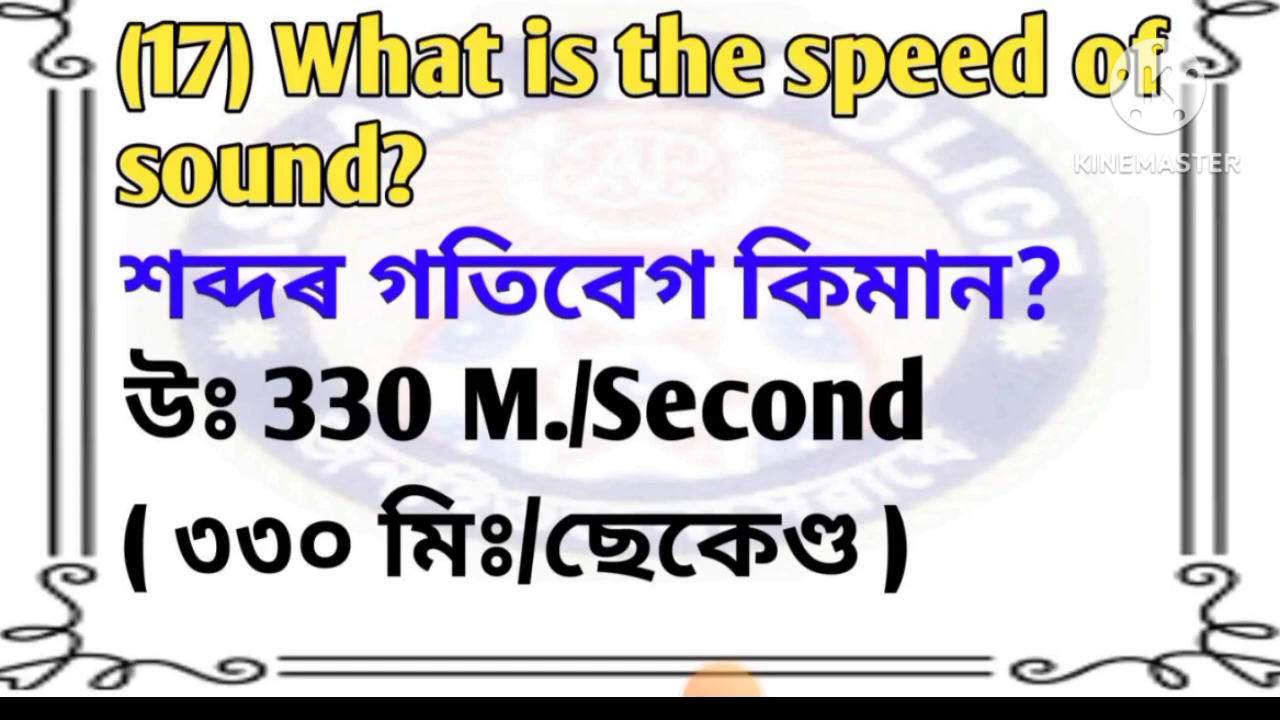 (17) What is the speed of
sound?
শব্দৰ গতিবেগ কিমান?
উঃ 330 M./Second
( ৩৩০ মিঃ/ছেকেণ্ড )
KINEMASTER